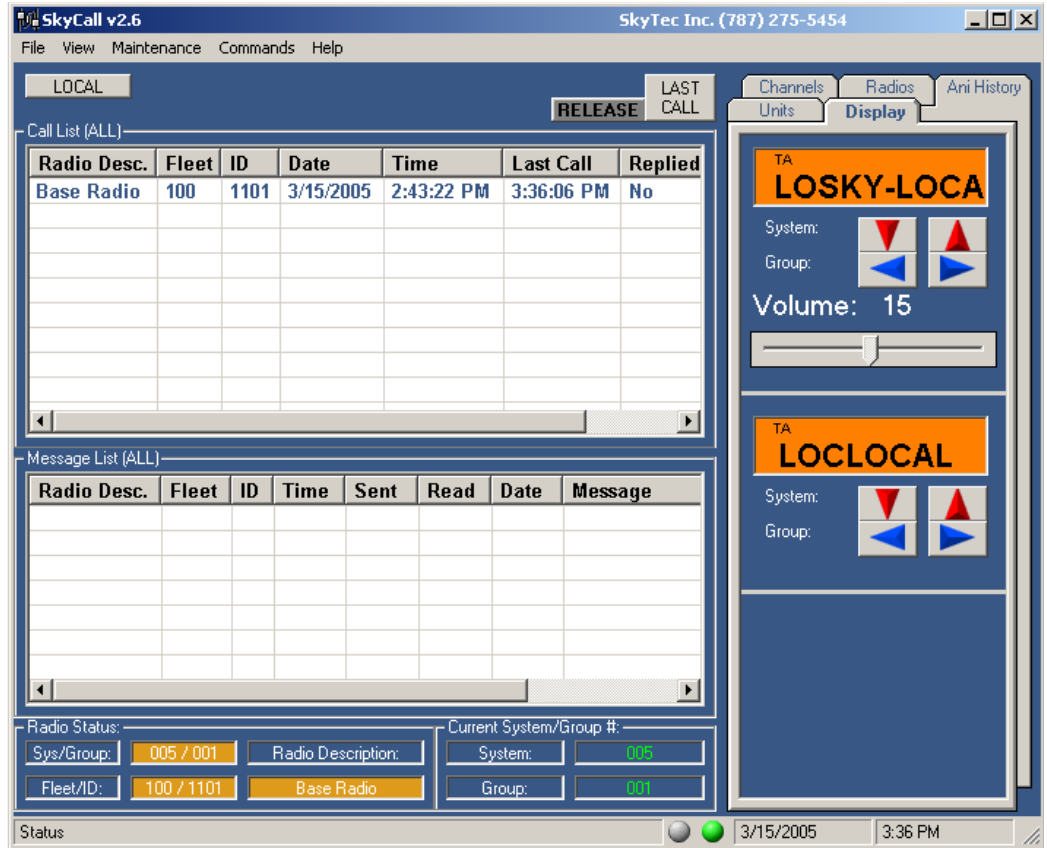 SkyCall v2.6 SkyTec Inc. (787) 275-5454
File View Maintenance Commands Help
LOCAL
RELEASE
LAST
CALL
Call List (ALL)
Radio Desc. Fleet ID Date Time Last Call Replied
Base Radio 100 1101 3/15/2005 2:43:22 PM 3:36:06 PM No
Message List (ALL)
Radio Desc. Fleet ID Time Sent Read Date Message
Radio Status:
Sys/Group: 005 / 001 Radio Description:
Fleet/ID: 100 / 1101 Base Radio
Current System/Group #:
System: 005
Group: 001
Channels Radios Ani History
Units Display
TA
LOSKY-LOCA
System:
Group:
Volume: 15
TA
LOCLOCAL
System:
Group:
Status 3/15/2005 3:36 PM